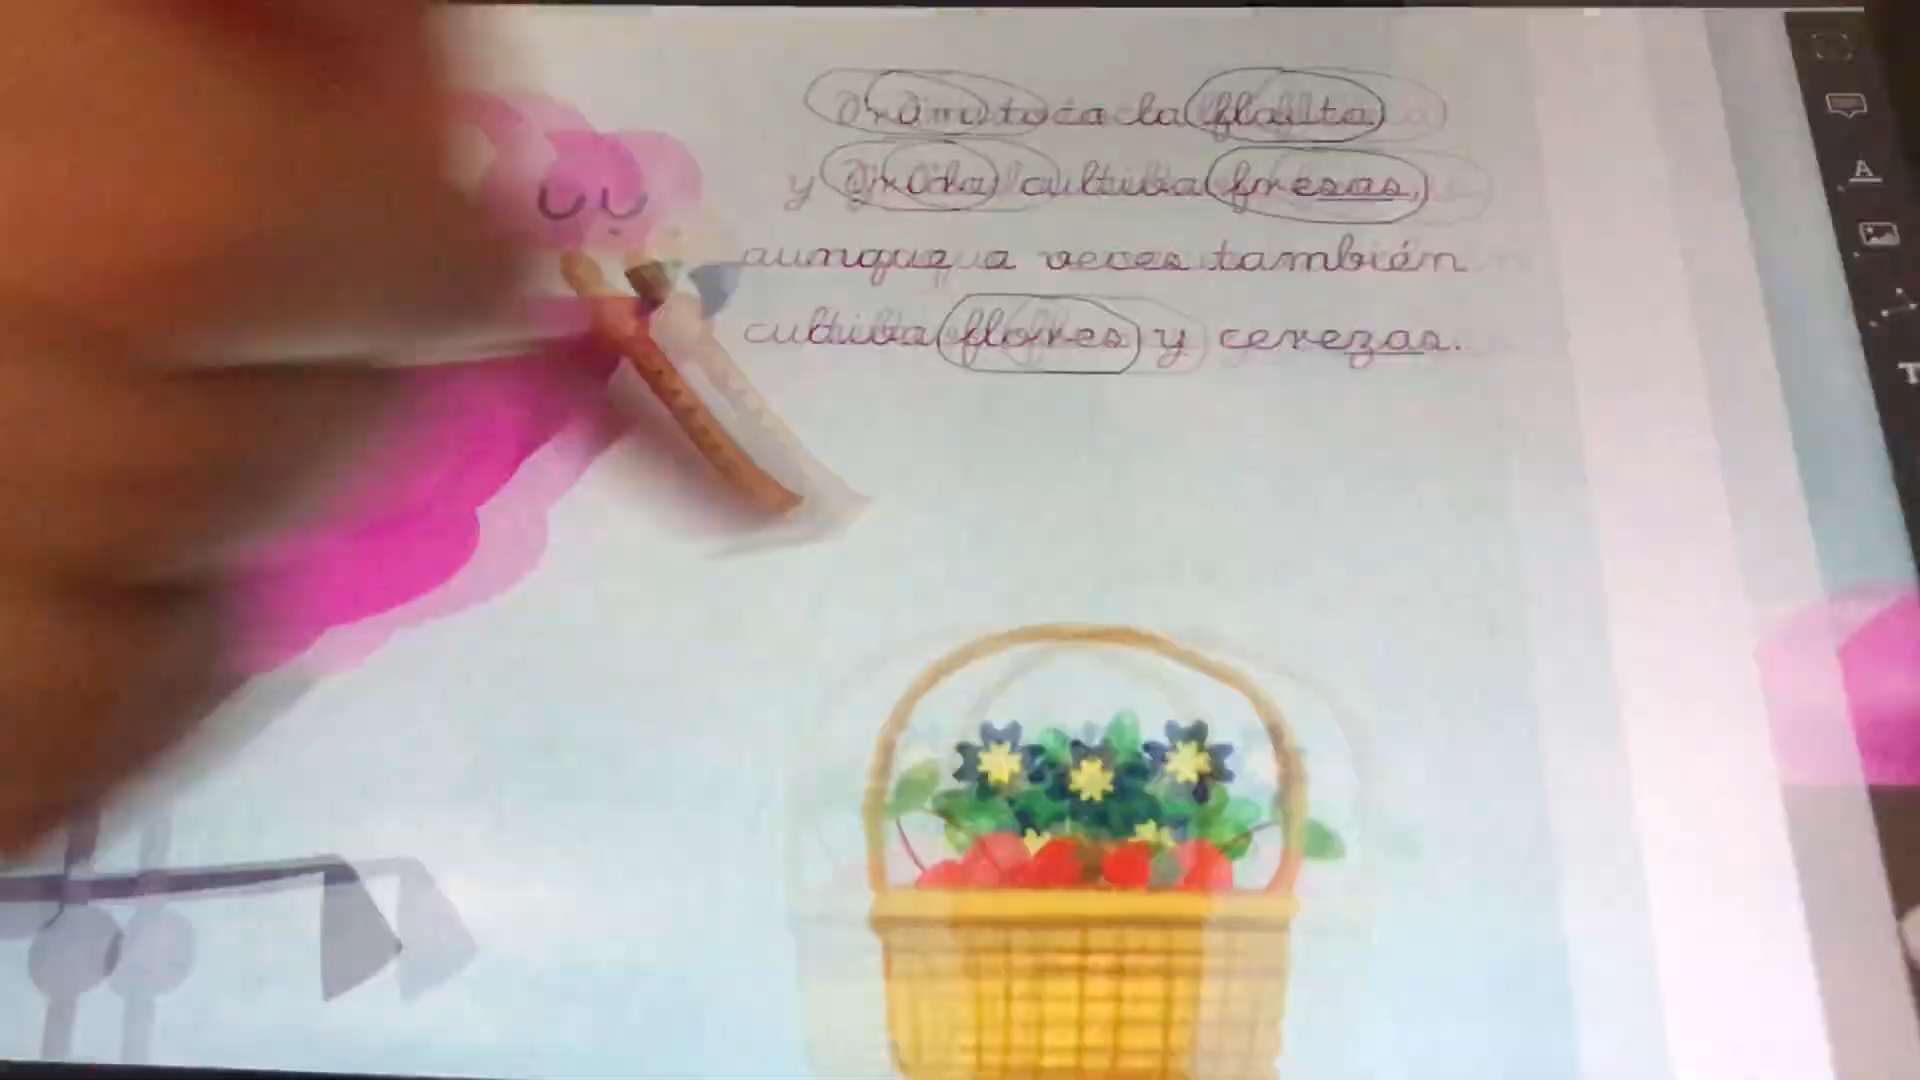 toca la flauta
y cultiva fresas,
aunque a veces también
cultiva flores y cerezas.